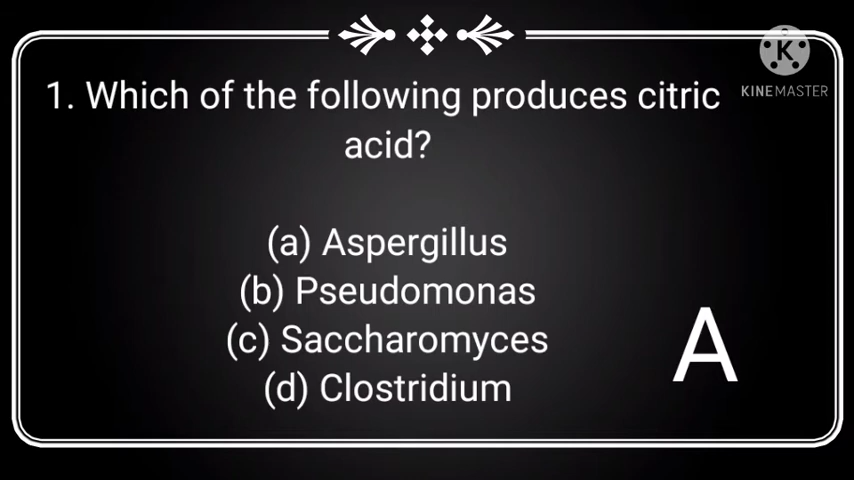 1. Which of the following produces citric
acid?
(a) Aspergillus
(b) Pseudomonas
(c) Saccharomyces
(d) Clostridium
A
K
KINEMASTER